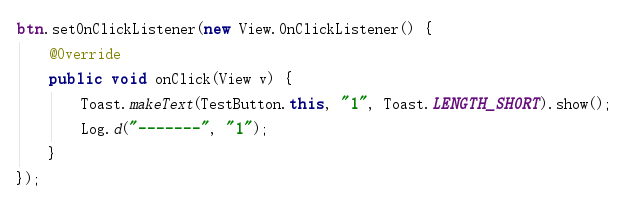 btn.setOnClickListener(new View.OnClickListener() {
    @Override
    public void onClick(View v) {
        Toast.makeText(TestButton.this, "1", Toast.LENGTH_SHORT).show();
        Log.d("-------", "1");
    }
});